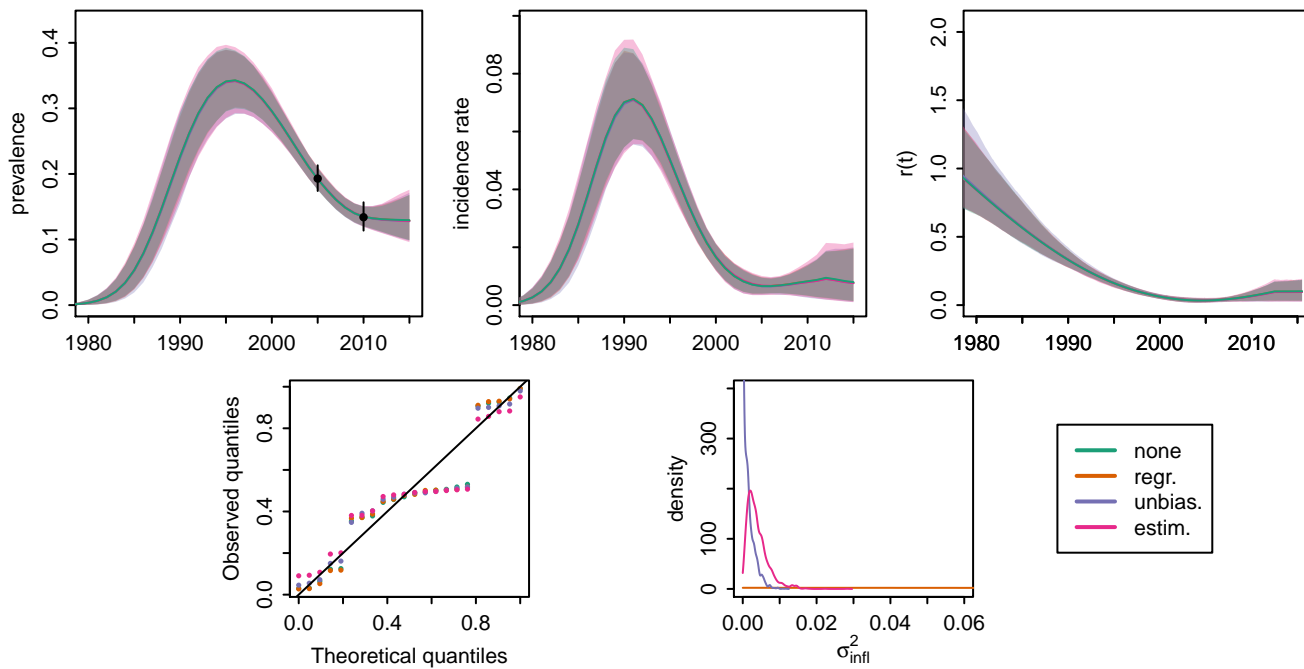 prevalence
0.0 0.1 0.2 0.3 0.4
1980 1990 2000 2010
incidence rate
0.00 0.04 0.08
1980 1990 2000 2010
r(t)
0.0 0.5 1.0 1.5 2.0
1980 1990 2000 2010
Observed quantiles
0.0 0.4 0.8
0.0 0.4 0.8
Theoretical quantiles
density
0 100 300
0.00 0.02 0.04 0.06
σ²infl
none
regr.
unbias.
estim.